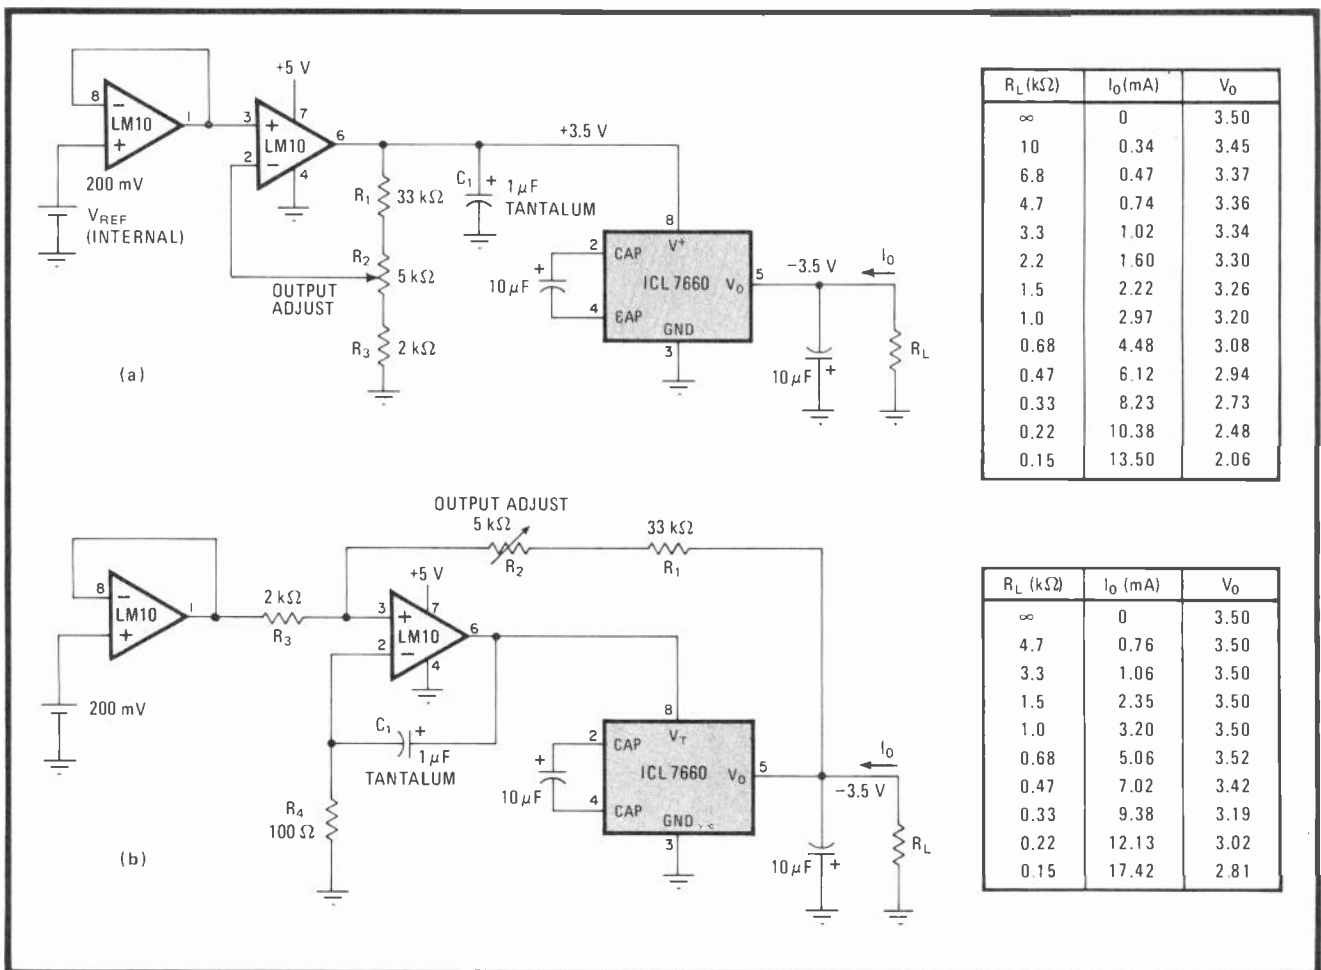 +5 V
8
−
LM10
+
1
3
+
7
LM10
6
2
−
4
+3.5 V
200 mV
V_REF
(INTERNAL)
R₁ 33 kΩ
C₁ + 1 μF
TANTALUM
R₂ 5 kΩ
OUTPUT
ADJUST
R₃ 2 kΩ
8
V⁺
2 CAP
ICL 7660 V₀ 5
+
10 μF
4 CAP
GND
3
−3.5 V
I₀
10 μF +
R_L
(a)
R_L (kΩ) I₀(mA) V₀
∞ 0 3.50
10 0.34 3.45
6.8 0.47 3.37
4.7 0.74 3.36
3.3 1.02 3.34
2.2 1.60 3.30
1.5 2.22 3.26
1.0 2.97 3.20
0.68 4.48 3.08
0.47 6.12 2.94
0.33 8.23 2.73
0.22 10.38 2.48
0.15 13.50 2.06
OUTPUT ADJUST
5 kΩ
R₂
33 kΩ
R₁
8
−
LM10
+
1
2 kΩ
R₃
+5 V
3
+
7
LM10
6
2
−
4
200 mV
C₁ +
1 μF
TANTALUM
R₄
100 Ω
8
V_T
2 CAP
ICL 7660 V₀ 5
+
10 μF
4 CAP
GND
3
−3.5 V
I₀
10 μF +
R_L
(b)
R_L (kΩ) I₀ (mA) V₀
∞ 0 3.50
4.7 0.76 3.50
3.3 1.06 3.50
1.5 2.35 3.50
1.0 3.20 3.50
0.68 5.06 3.52
0.47 7.02 3.42
0.33 9.38 3.19
0.22 12.13 3.02
0.15 17.42 2.81